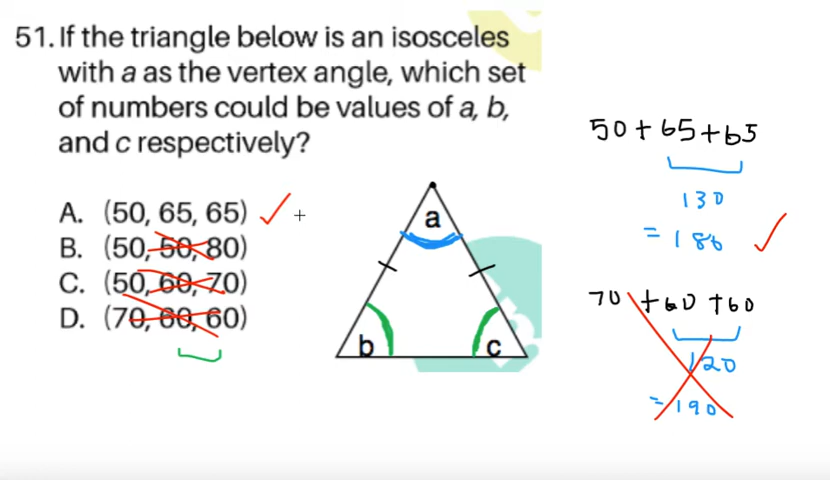 51. If the triangle below is an isosceles
with a as the vertex angle, which set
of numbers could be values of a, b,
and c respectively?
A. (50, 65, 65)
B. (50, 50, 80)
C. (50, 60, 70)
D. (70, 60, 60)
a
b
c
50 + 65 + 65
130
= 180
70 + 60 + 60
120
= 190